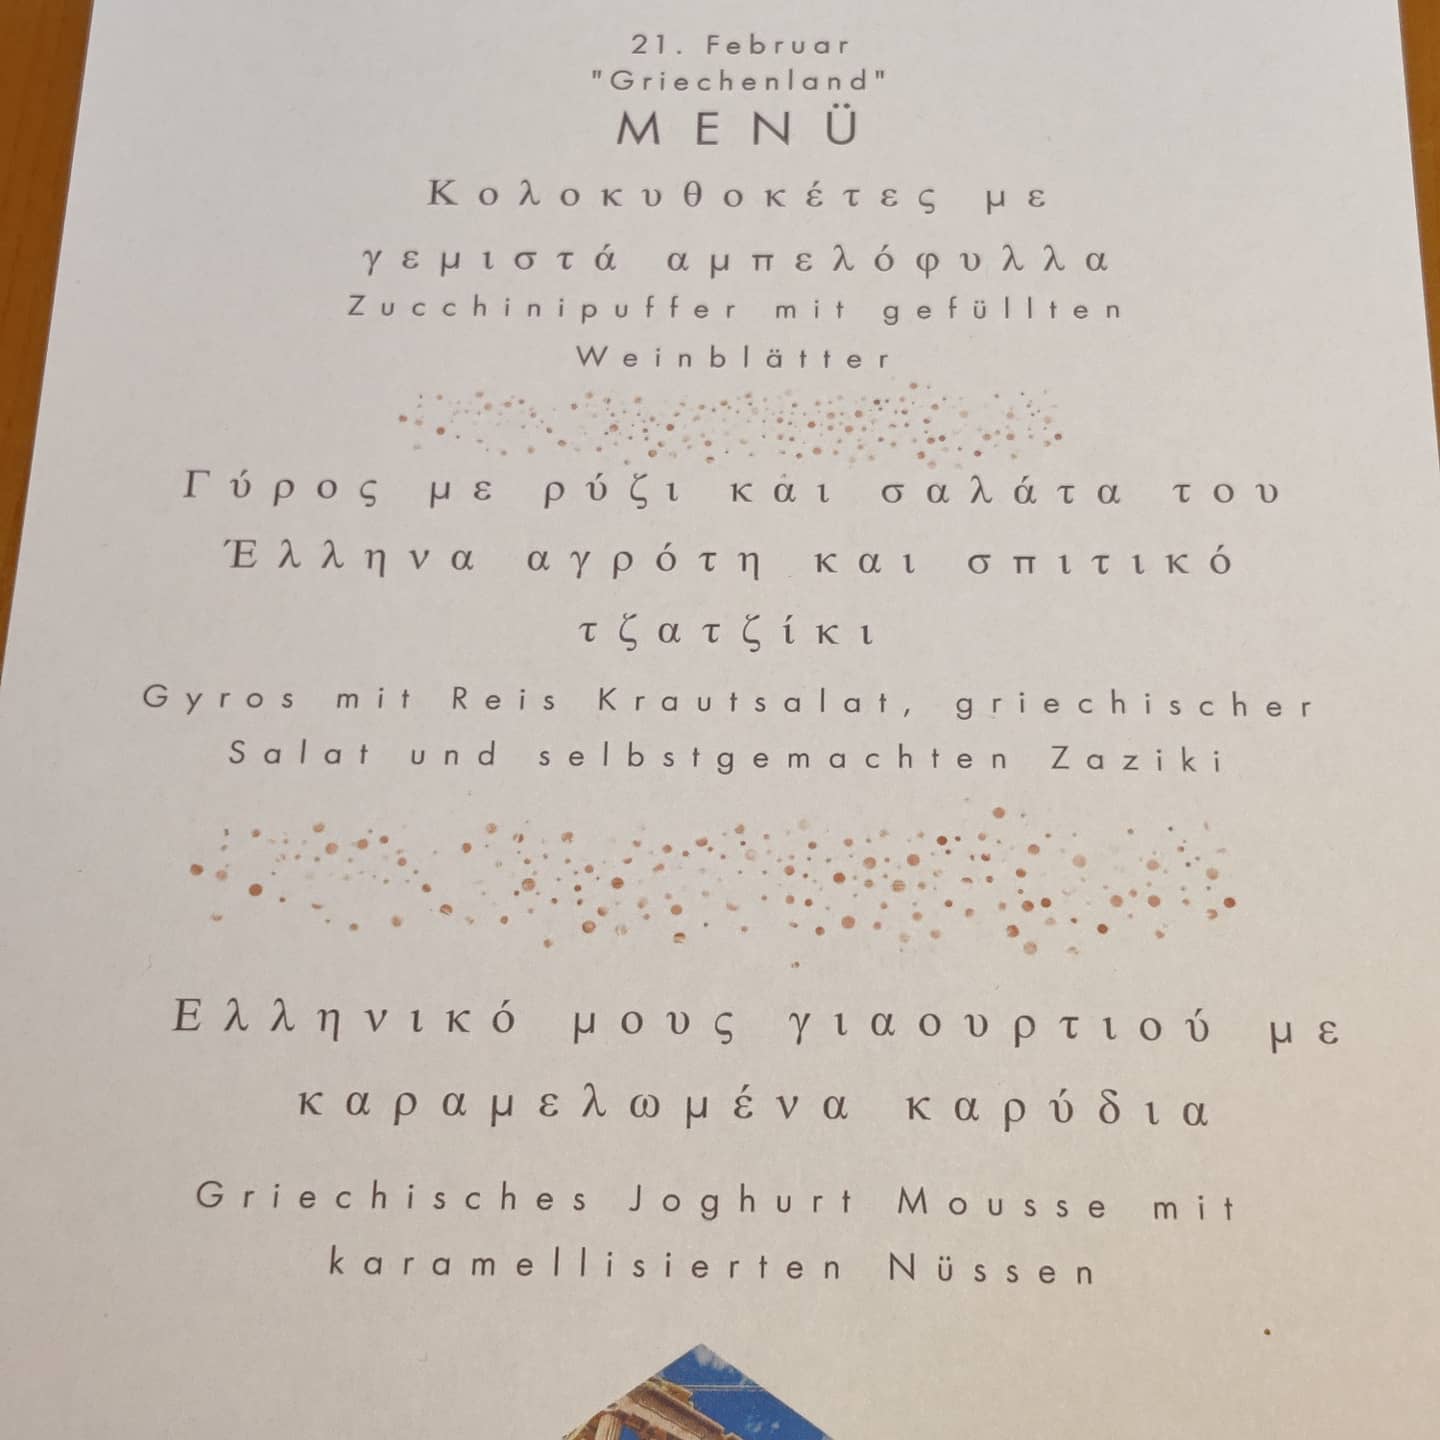 21. Februar
"Griechenland"
MENÜ
Κολοκυθοκέτες με
γεμιστά αμπελόφυλλα
Zucchinipuffer mit gefüllten
Weinblätter
Γύρος με ρύζι και σαλάτα του
Έλληνα αγρότη και σπιτικό
τζατζίκι
Gyros mit Reis Krautsalat, griechischer
Salat und selbstgemachten Zaziki
Ελληνικό μους γιαουρτιού με
καραμελωμένα καρύδια
Griechisches Joghurt Mousse mit
karamellisierten Nüssen